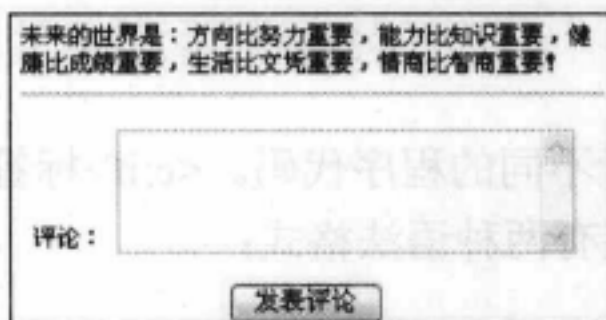 未来的世界是：方向比努力重要，能力比知识重要，健
康比成绩重要，生活比文凭重要，情商比智商重要！
评论：
发表评论